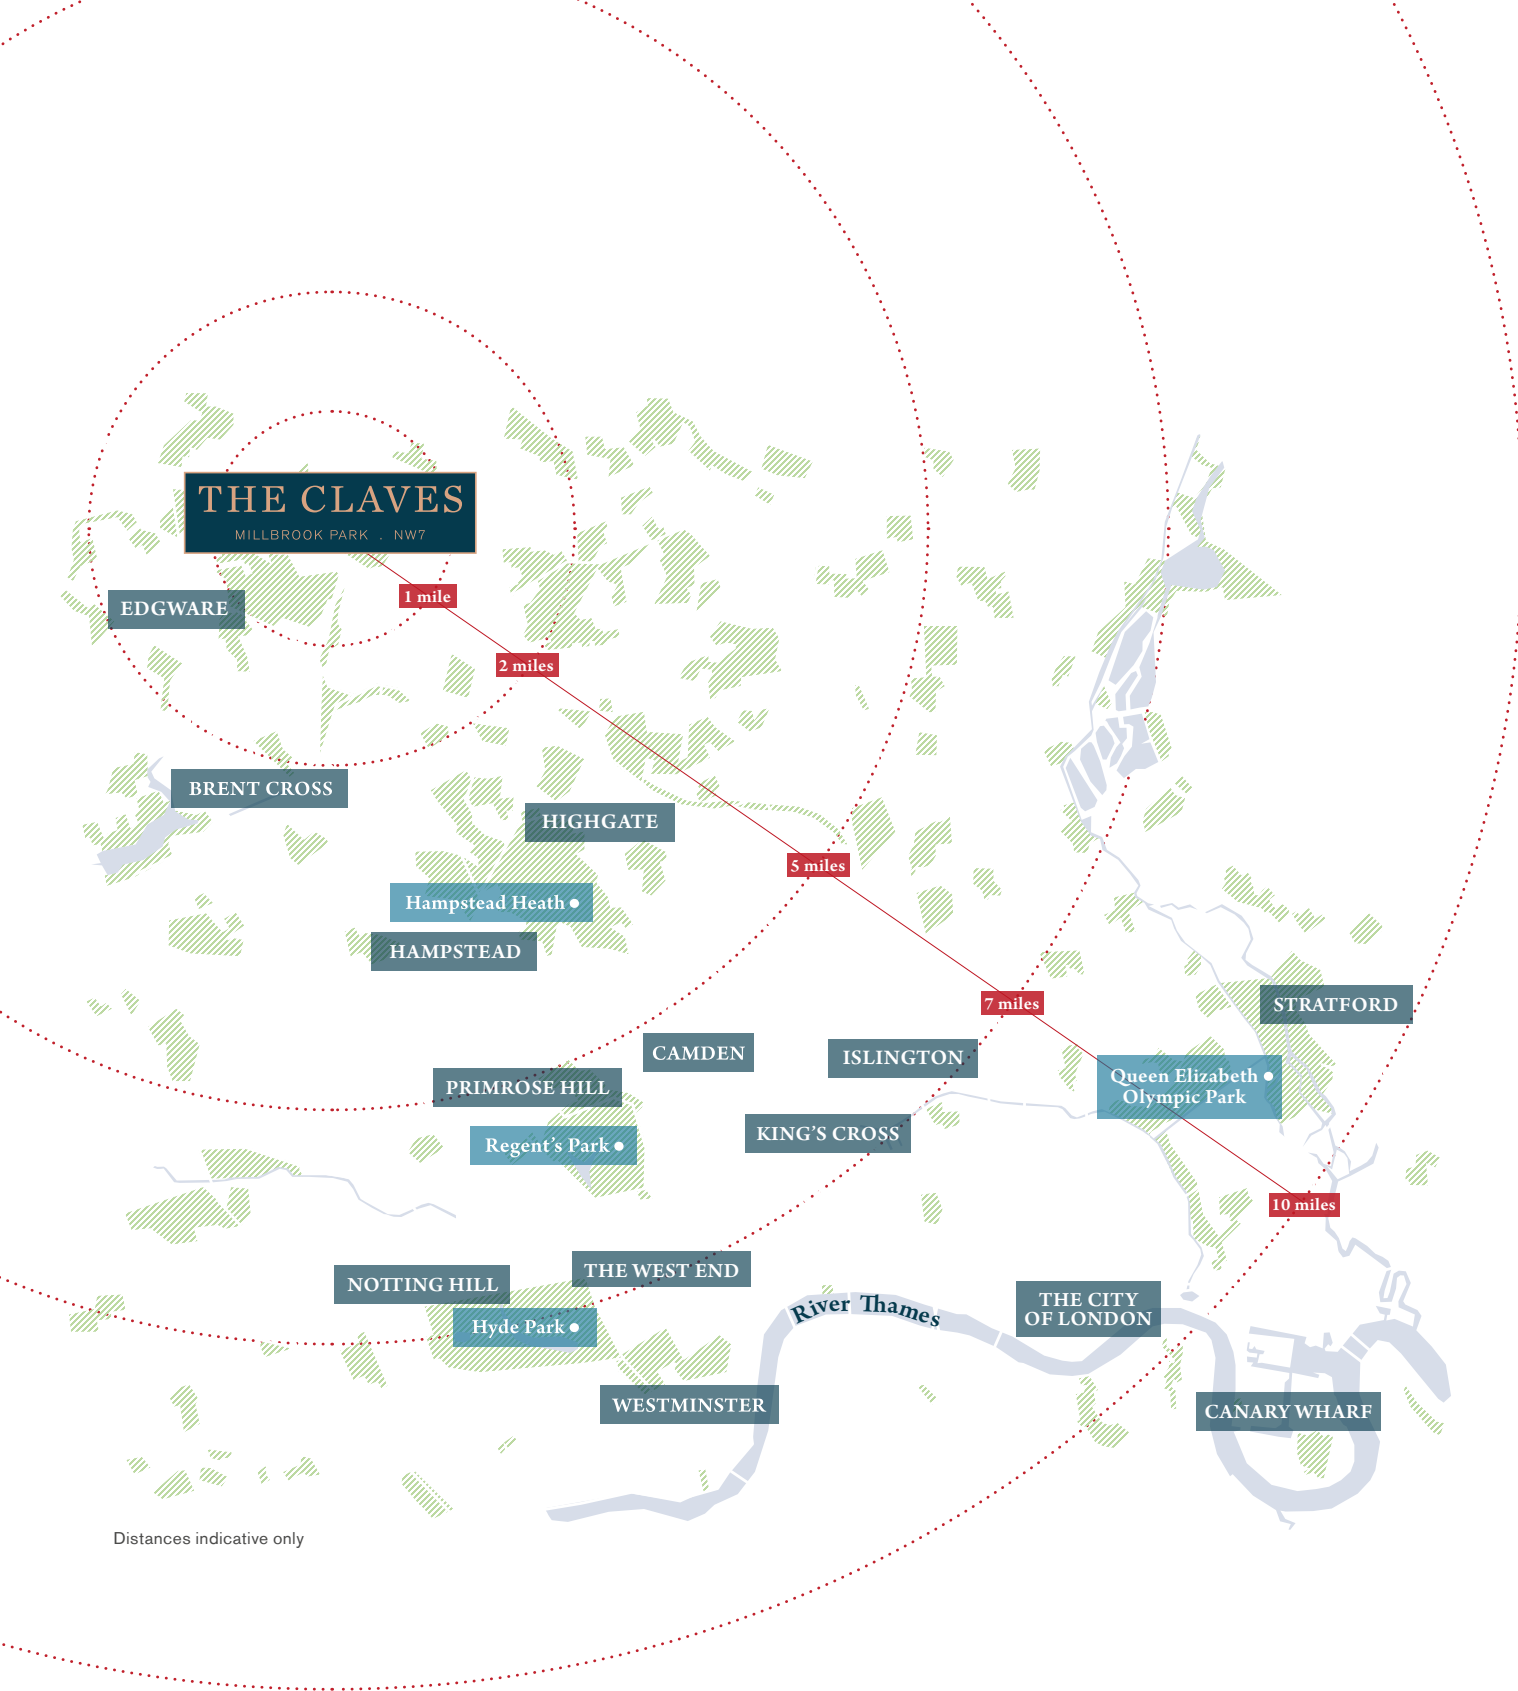 THE CLAVES
MILLBROOK PARK . NW7
1 mile
EDGWARE
2 miles
BRENT CROSS
HIGHGATE
5 miles
Hampstead Heath
HAMPSTEAD
7 miles
STRATFORD
CAMDEN
ISLINGTON
Queen Elizabeth
Olympic Park
PRIMROSE HILL
KING'S CROSS
Regent's Park
10 miles
THE WEST END
NOTTING HILL
River Thames
THE CITY
OF LONDON
Hyde Park
WESTMINSTER
CANARY WHARF
Distances indicative only